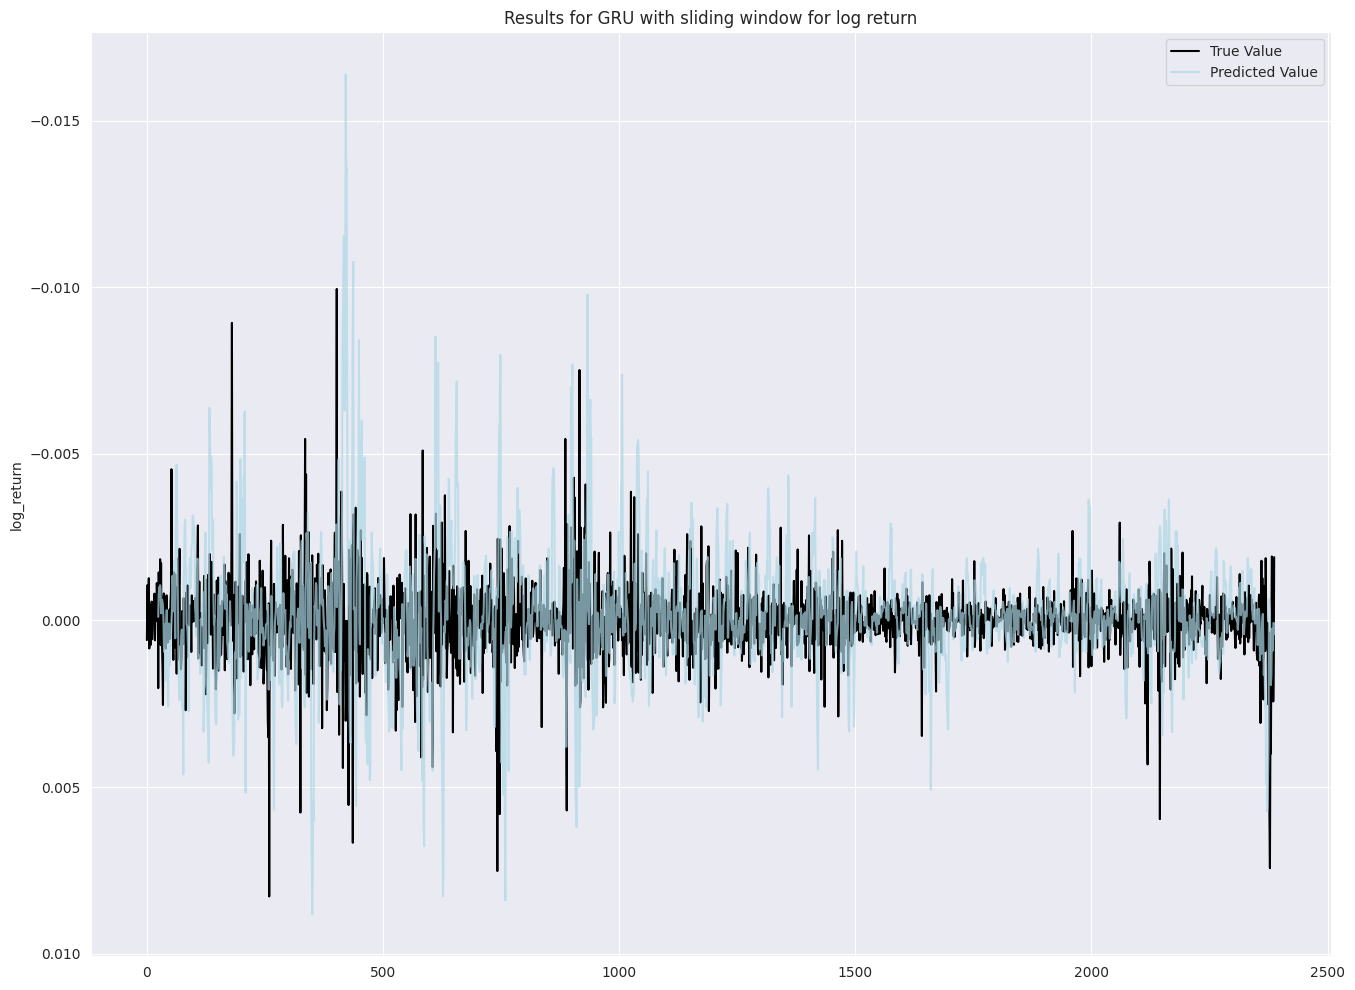 Results for GRU with sliding window for log return
True Value
Predicted Value
−0.015
−0.010
−0.005
0.000
0.005
0.010
log_return
0 500 1000 1500 2000 2500